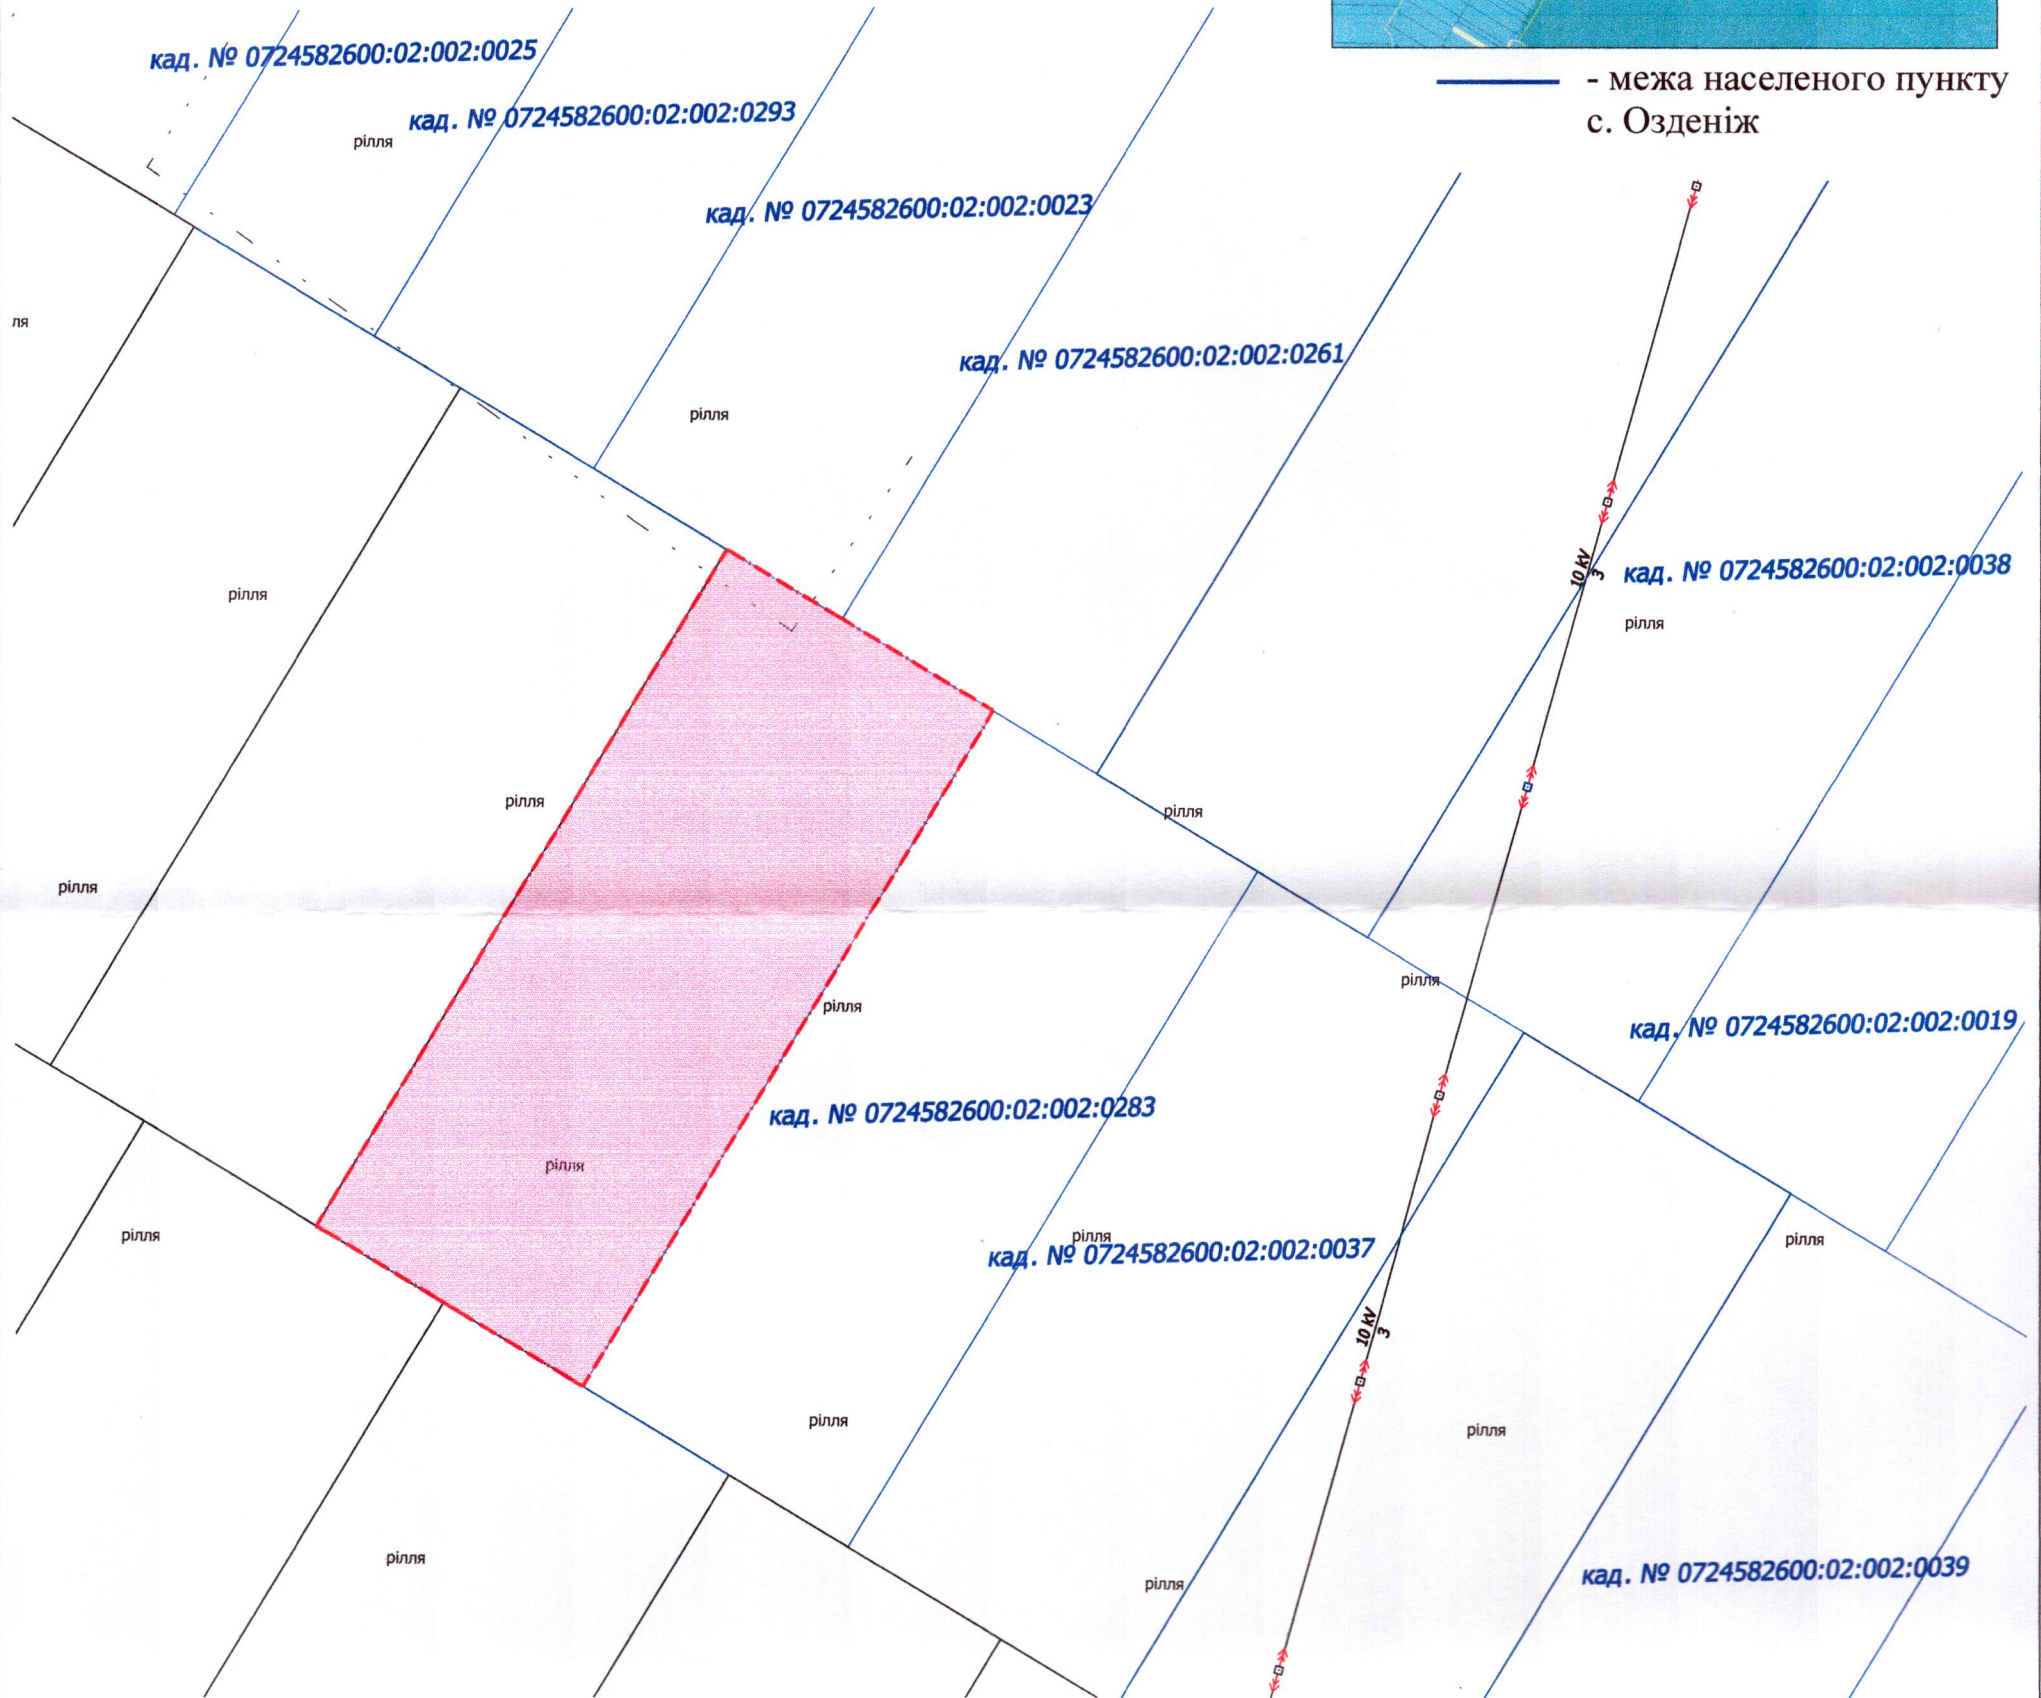 - межа населеного пункту
с. Озденіж
кад. № 0724582600:02:002:0025
кад. № 0724582600:02:002:0293
рілля
кад. № 0724582600:02:002:0023
ля
кад. № 0724582600:02:002:0261
рілля
10 kV
3
кад. № 0724582600:02:002:0038
рілля
рілля
рілля
рілля
рілля
рілля
рілля
кад. № 0724582600:02:002:0019
кад. № 0724582600:02:002:0283
рілля
рілля
рілля
кад. № 0724582600:02:002:0037
рілля
10 kV
3
рілля
рілля
рілля
кад. № 0724582600:02:002:0039
рілля